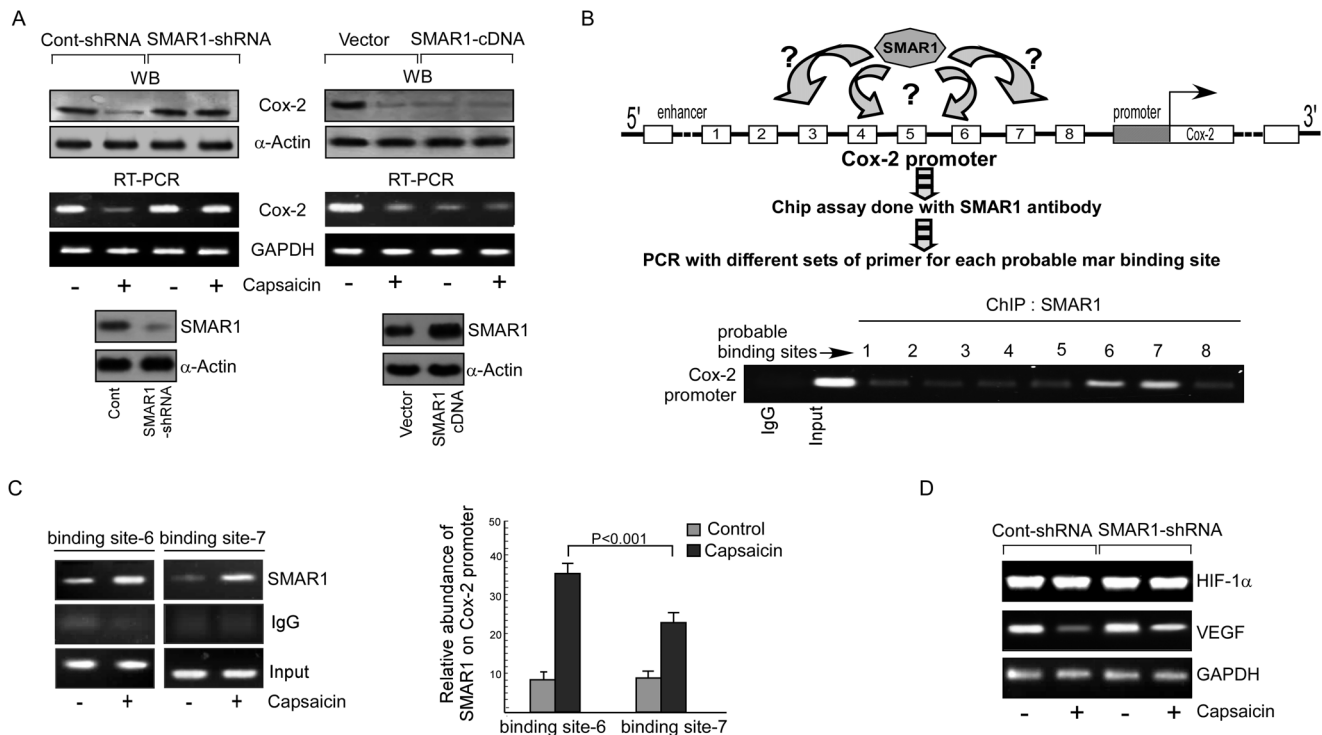 A
Cont-shRNA SMAR1-shRNA
WB
Cox-2
α-Actin
RT-PCR
Cox-2
GAPDH
- + - + Capsaicin
SMAR1
α-Actin
Cont
SMAR1
-shRNA
Vector SMAR1-cDNA
WB
RT-PCR
- + - +
SMAR1
α-Actin
Vector
SMAR1
cDNA
B
SMAR1
? ? ?
5' enhancer 1 2 3 4 5 6 7 8 promoter Cox-2 3'
Cox-2 promoter
Chip assay done with SMAR1 antibody
PCR with different sets of primer for each probable mar binding site
ChIP : SMAR1
probable
binding sites 1 2 3 4 5 6 7 8
Cox-2
promoter
IgG
Input
C
binding site-6 binding site-7
SMAR1
IgG
Input
- + - + Capsaicin
Relative abundance of
SMAR1 on Cox-2 promoter
50
40
30
20
10
P<0.001
Control
Capsaicin
binding site-6 binding site-7
D
Cont-shRNA SMAR1-shRNA
HIF-1α
VEGF
GAPDH
- + - + Capsaicin